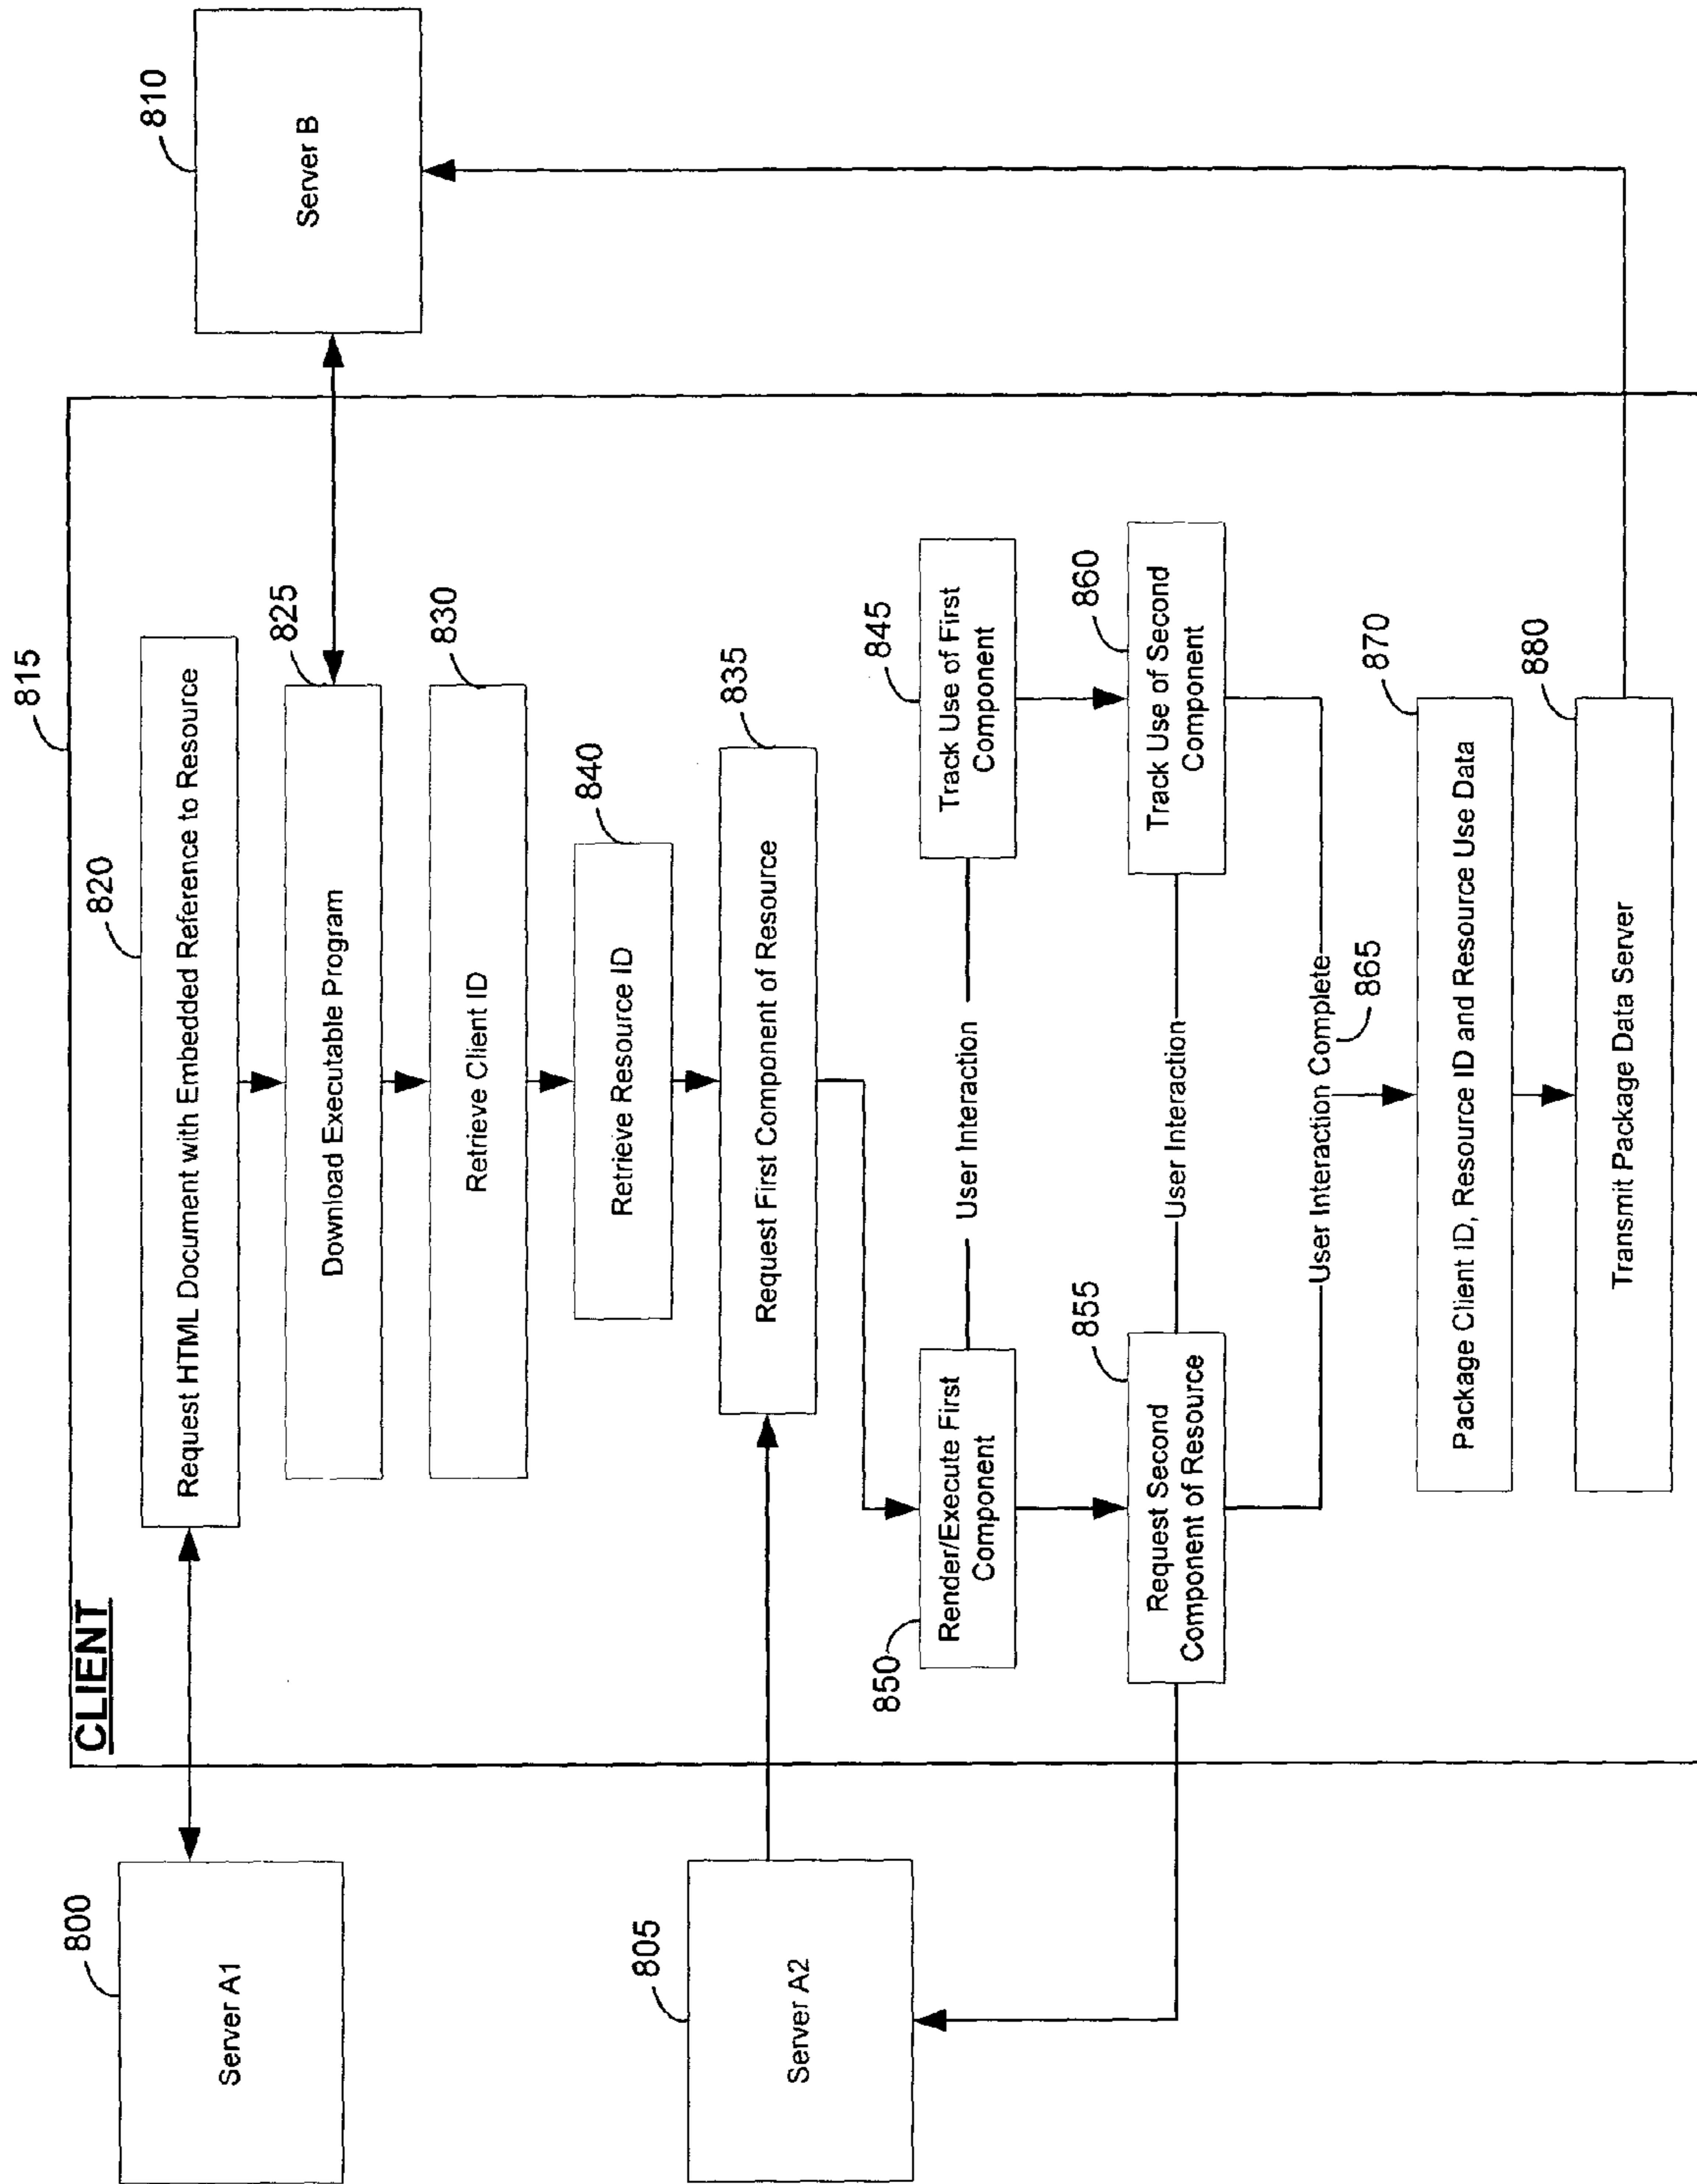 CLIENT
815
800
Server A1
820
Request HTML Document with Embedded Reference to Resource
825
Download Executable Program
810
Server B
830
Retrieve Client ID
840
Retrieve Resource ID
835
Request First Component of Resource
805
Server A2
850
Render/Execute First
Component
User Interaction
845
Track Use of First
Component
855
Request Second
Component of Resource
User Interaction
860
Track Use of Second
Component
User Interaction Complete
865
870
Package Client ID, Resource ID and Resource Use Data
880
Transmit Package Data Server